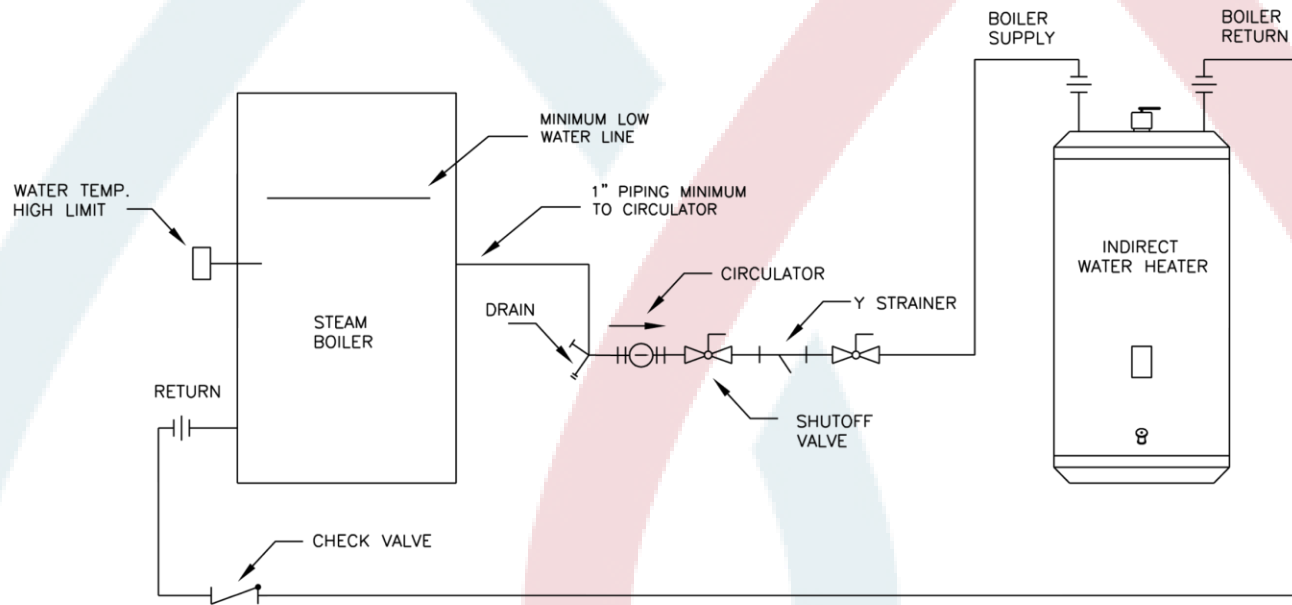 BOILER
SUPPLY
BOILER
RETURN
MINIMUM LOW
WATER LINE
WATER TEMP.
HIGH LIMIT
1" PIPING MINIMUM
TO CIRCULATOR
INDIRECT
WATER HEATER
CIRCULATOR
Y STRAINER
DRAIN
STEAM
BOILER
RETURN
SHUTOFF
VALVE
CHECK VALVE